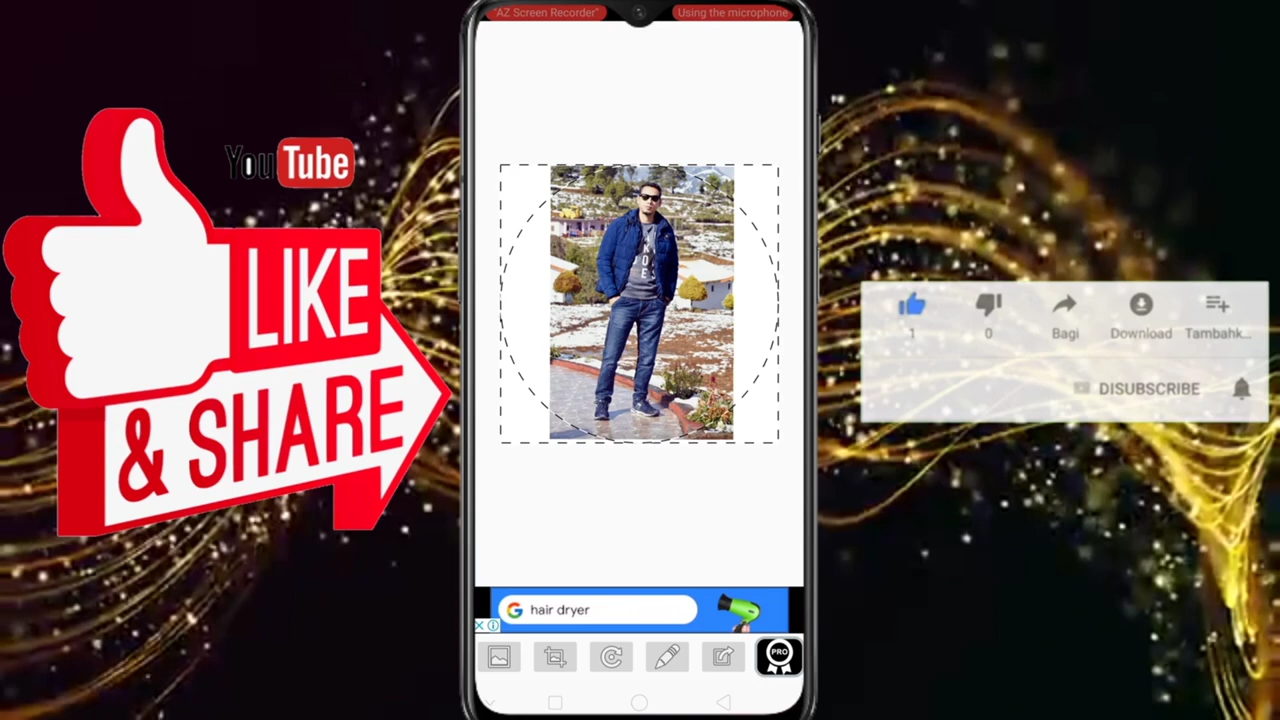 "AZ Screen Recorder"
Using the microphone
YouTube
LIKE
& SHARE
hair dryer
PRO
1
0
Bagi
Download
Tambahk...
DISUBSCRIBE